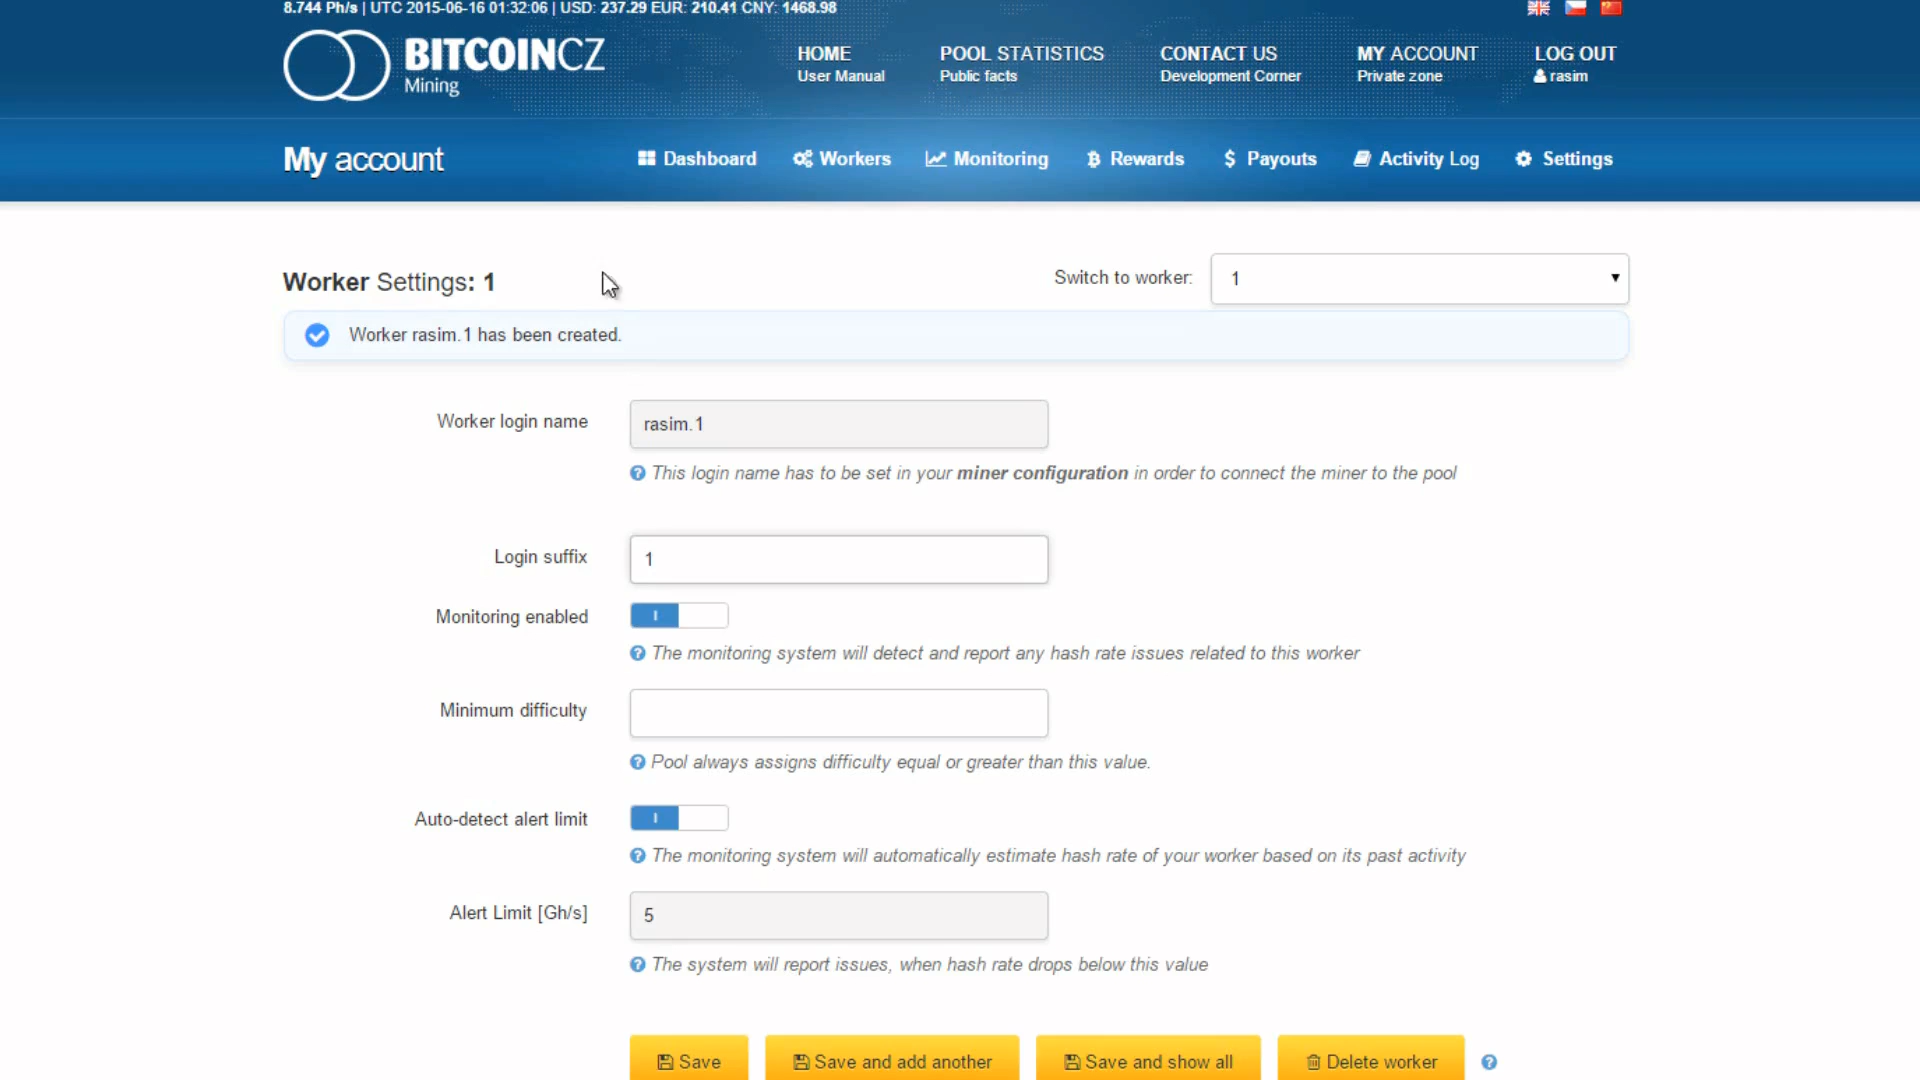 8.744 Ph/s | UTC 2015-06-16 01:32:06 | USD: 237.29 EUR: 210.41 CNY: 1468.98
BITCOINCZ
Mining
HOME
User Manual
POOL STATISTICS
Public facts
CONTACT US
Development Corner
MY ACCOUNT
Private zone
LOG OUT
rasim
My account
Dashboard
Workers
Monitoring
Rewards
Payouts
Activity Log
Settings
Worker Settings: 1
Switch to worker:
1
Worker rasim.1 has been created.
Worker login name
rasim.1
This login name has to be set in your miner configuration in order to connect the miner to the pool
Login suffix
1
Monitoring enabled
I
The monitoring system will detect and report any hash rate issues related to this worker
Minimum difficulty
Pool always assigns difficulty equal or greater than this value.
Auto-detect alert limit
I
The monitoring system will automatically estimate hash rate of your worker based on its past activity
Alert Limit [Gh/s]
5
The system will report issues, when hash rate drops below this value
Save
Save and add another
Save and show all
Delete worker